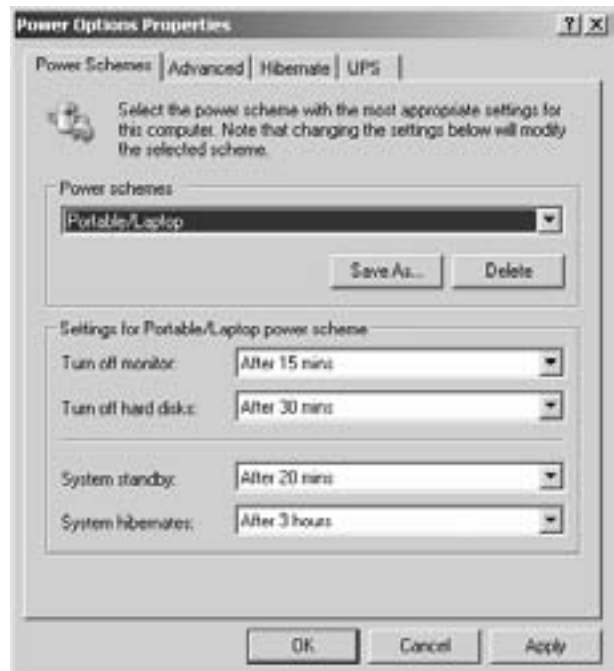 Power Options Properties
Power Schemes Advanced Hibernate UPS
Select the power scheme with the most appropriate settings for
this computer. Note that changing the settings below will modify
the selected scheme.
Power schemes
Portable/Laptop
Save As... Delete
Settings for Portable/Laptop power scheme
Turn off monitor: After 15 mins
Turn off hard disks: After 30 mins
System standby: After 20 mins
System hibernates: After 3 hours
OK Cancel Apply